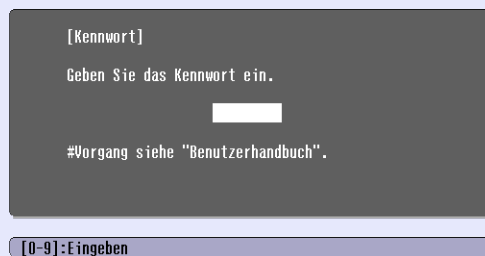 [Kennwort]
Geben Sie das Kennwort ein.
#Vorgang siehe "Benutzerhandbuch".
[0-9]:Eingeben